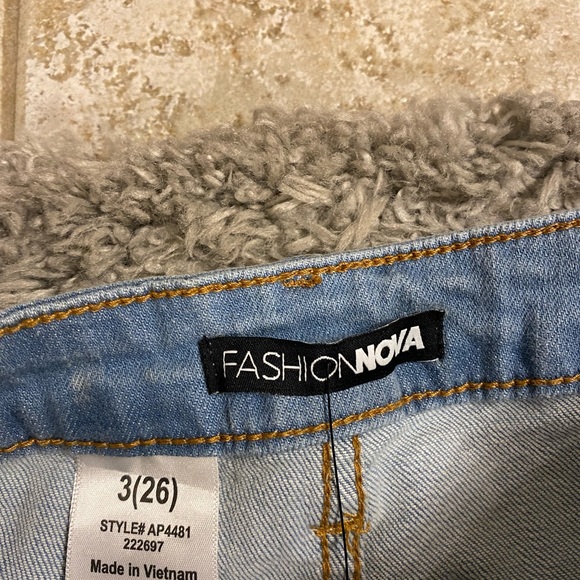 FASHIONNOVA
3(26)
STYLE# AP4481
222697
Made in Vietnam